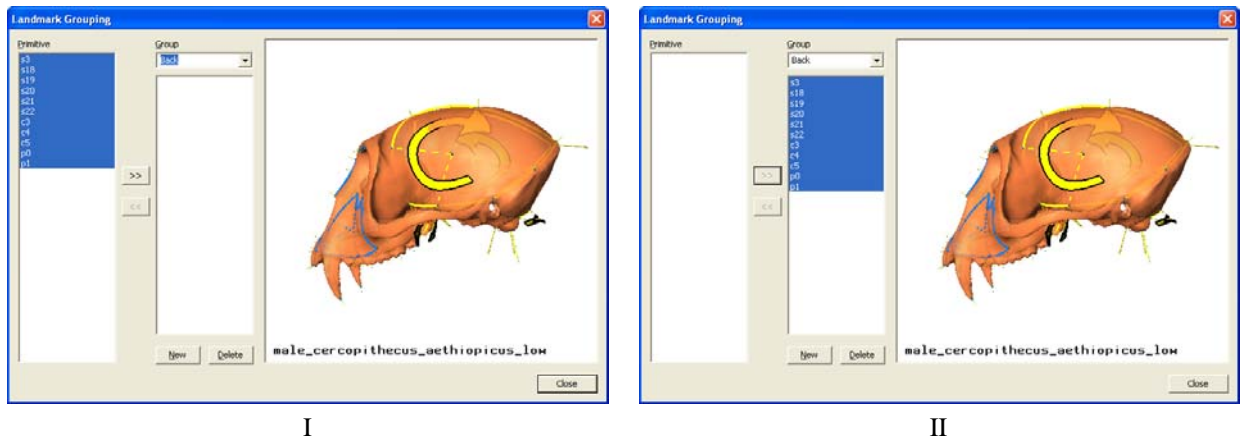 Landmark Grouping
Primitive
s3
s18
s19
s20
s21
s22
c3
c4
c5
p0
p1
>>
<<
Group
Back
New
Delete
male_cercopithecus_aethiopicus_low
Close
I
Landmark Grouping
Primitive
>>
<<
Group
Back
s3
s18
s19
s20
s21
s22
c3
c4
c5
p0
p1
New
Delete
male_cercopithecus_aethiopicus_low
Close
II